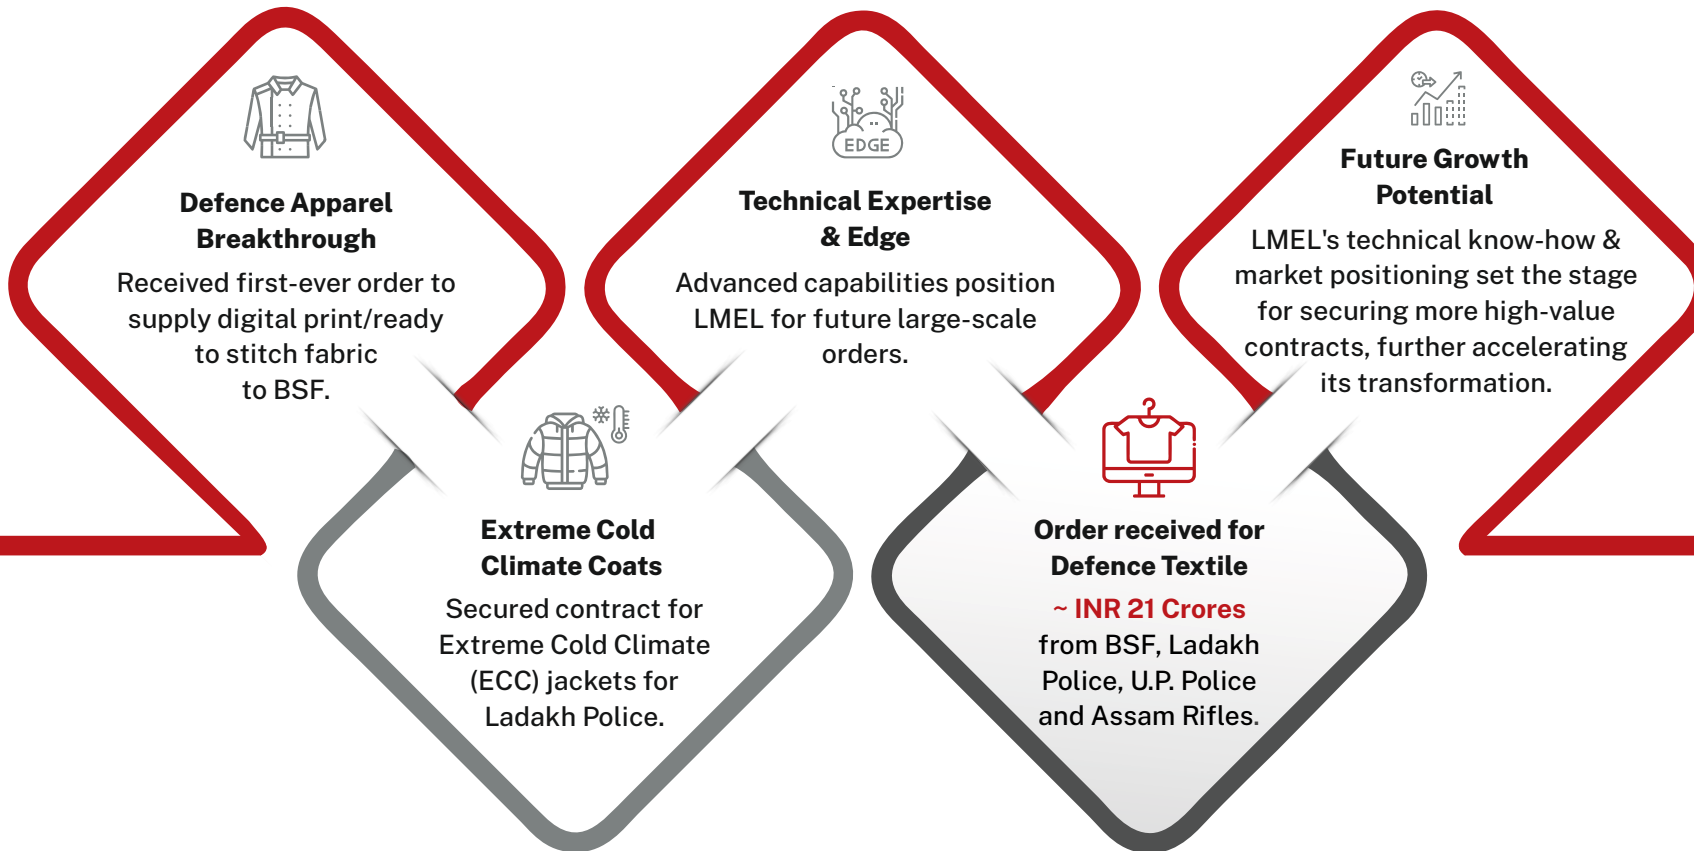 Defence Apparel
Breakthrough
Received first-ever order to
supply digital print/ready
to stitch fabric
to BSF.
Extreme Cold
Climate Coats
Secured contract for
Extreme Cold Climate
(ECC) jackets for
Ladakh Police.
EDGE
Technical Expertise
& Edge
Advanced capabilities position
LMEL for future large-scale
orders.
Order received for
Defence Textile
~ INR 21 Crores
from BSF, Ladakh
Police, U.P. Police
and Assam Rifles.
Future Growth
Potential
LMEL's technical know-how &
market positioning set the stage
for securing more high-value
contracts, further accelerating
its transformation.